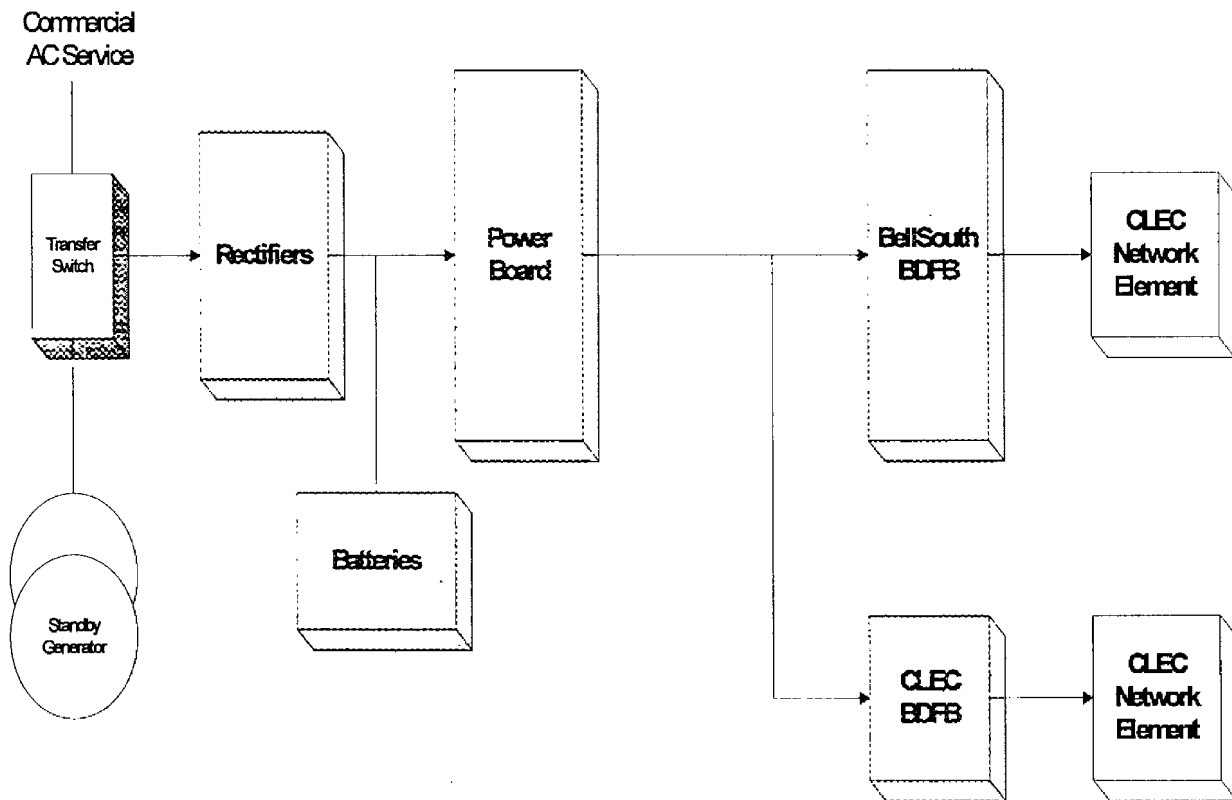 Commercial
AC Service
Transfer
Switch
Rectifiers
Power
Board
BellSouth
BDFB
CLEC
Network
Element
Batteries
Standby
Generator
CLEC
BDFB
CLEC
Network
Element